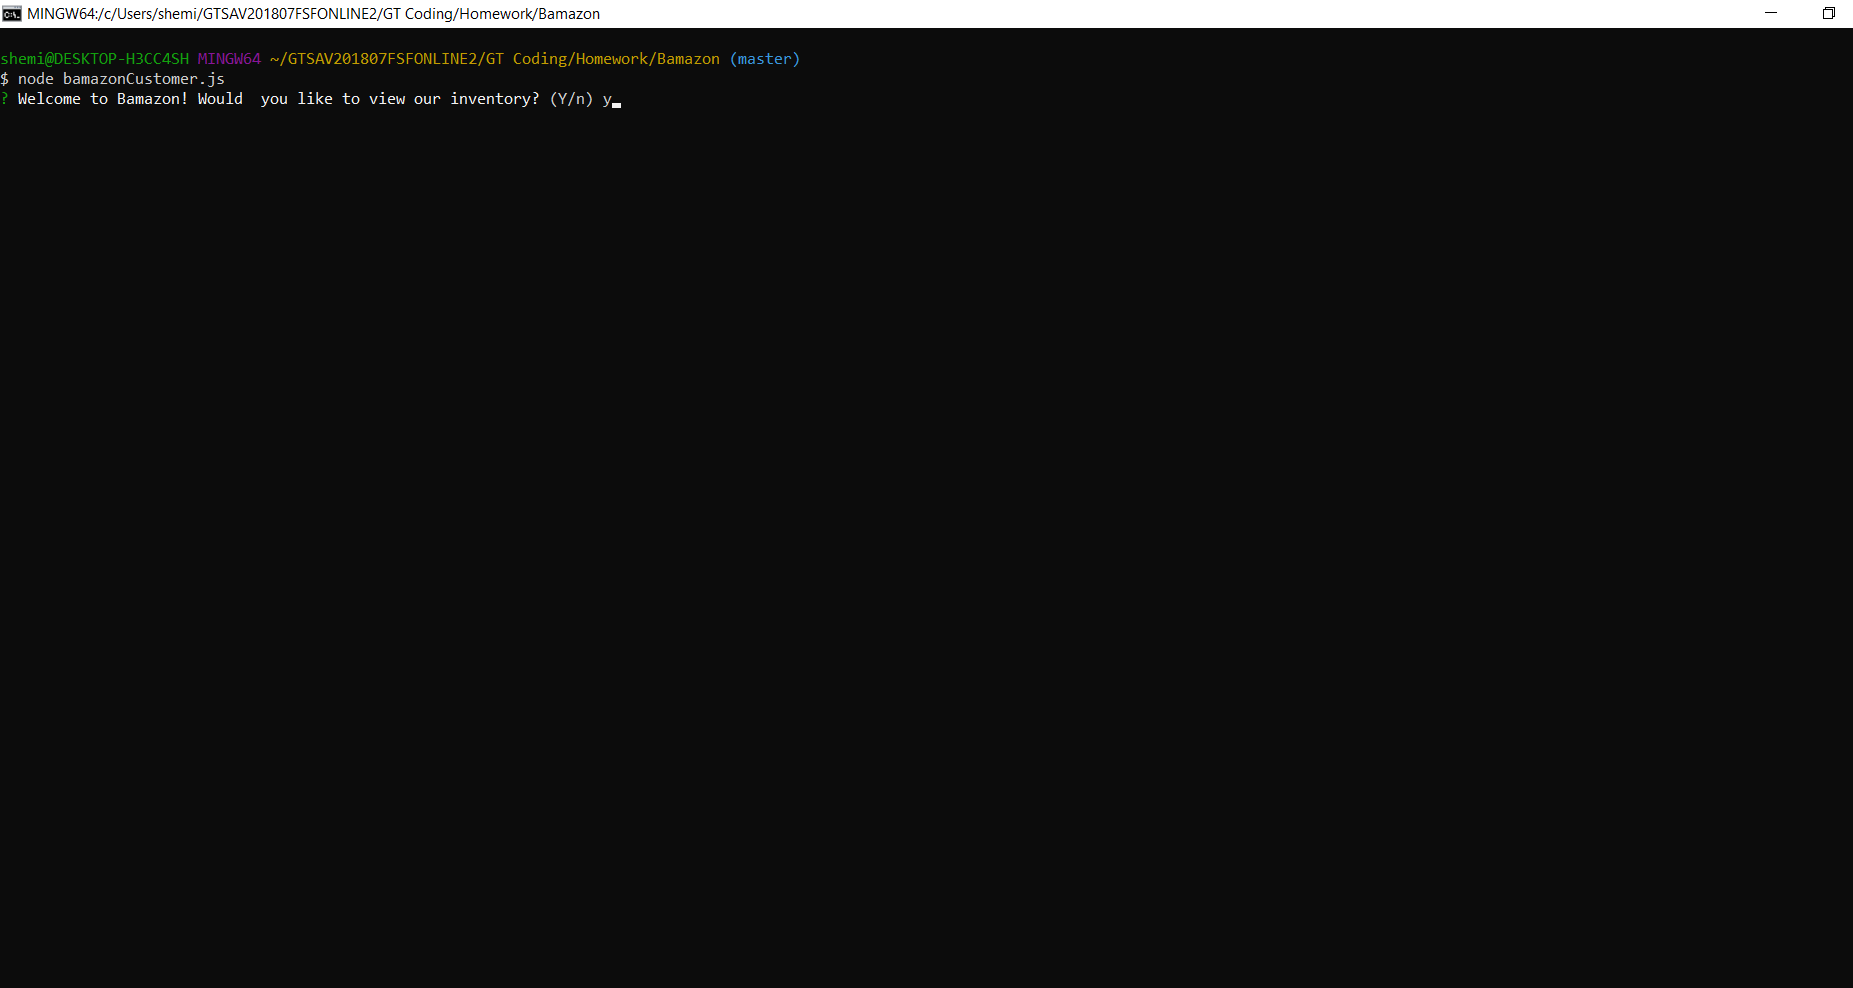 MINGW64:/c/Users/shemi/GTSAV201807FSFONLINE2/GT Coding/Homework/Bamazon
shemi@DESKTOP-H3CC4SH MINGW64 ~/GTSAV201807FSFONLINE2/GT Coding/Homework/Bamazon (master)
$ node bamazonCustomer.js
? Welcome to Bamazon! Would  you like to view our inventory? (Y/n) y